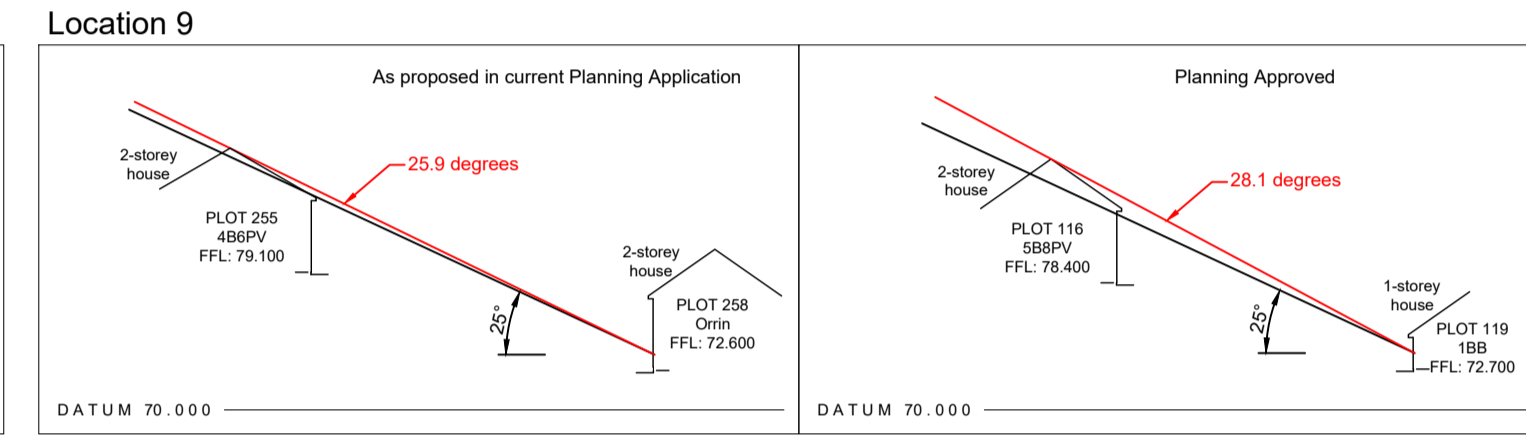 Location 9
As proposed in current Planning Application
2-storey
house
25.9 degrees
PLOT 255
4B6PV
FFL: 79.100
2-storey
house
PLOT 258
Orrin
FFL: 72.600
25°
DATUM 70.000
Planning Approved
2-storey
house
28.1 degrees
PLOT 116
5B8PV
FFL: 78.400
1-storey
house
PLOT 119
1BB
FFL: 72.700
25°
DATUM 70.000